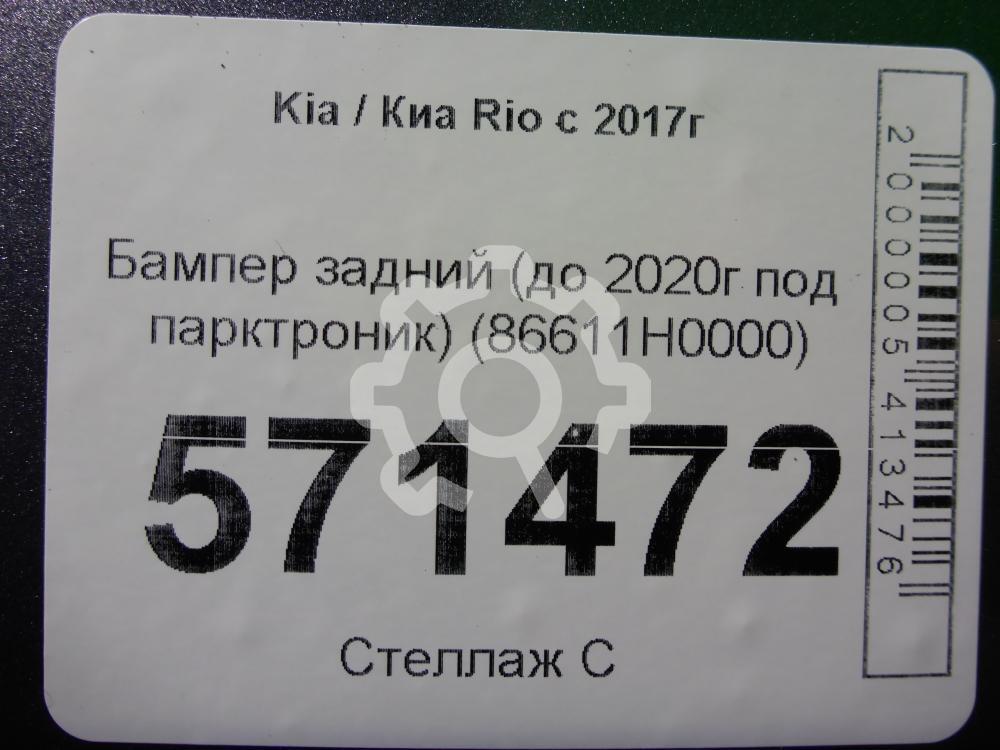 Kia / Киа Rio с 2017г
Бампер задний (до 2020г под
парктроник) (86611H0000)
571472
Стеллаж С
2000005413476